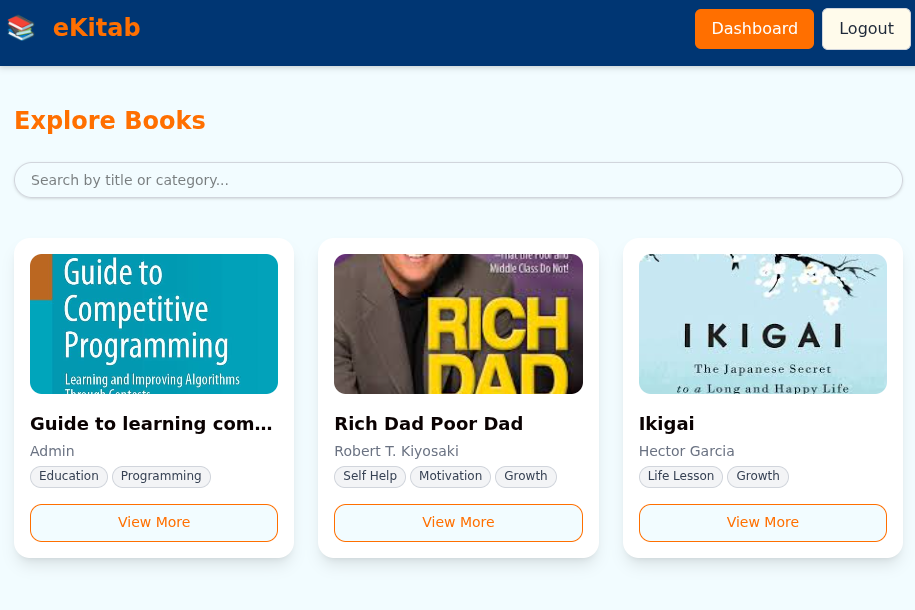 eKitab
Dashboard
Logout
Explore Books
Search by title or category...
Guide to
Competitive
Programming
Learning and Improving Algorithms
Through Contests
Guide to learning com...
Admin
Education
Programming
View More
—That the Poor and
Middle Class Do Not!
RICH
DAD
Rich Dad Poor Dad
Robert T. Kiyosaki
Self Help
Motivation
Growth
View More
IKIGAI
The Japanese Secret
to a Long and Happy Life
Ikigai
Hector Garcia
Life Lesson
Growth
View More